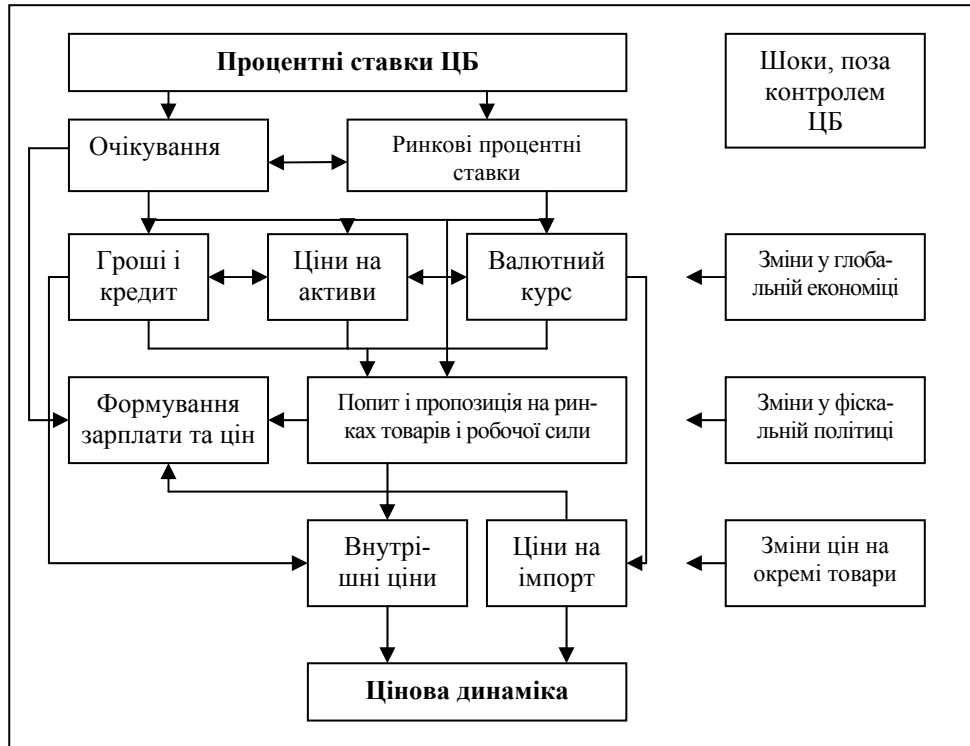 Процентні ставки ЦБ
Шоки, поза
контролем
ЦБ
Очікування
Ринкові процентні
ставки
Гроші і
кредит
Ціни на
активи
Валютний
курс
Зміни у глоба-
льній економіці
Формування
зарплати та цін
Попит і пропозиція на рин-
ках товарів і робочої сили
Зміни у фіска-
льній політиці
Внутрі-
шні ціни
Ціни на
імпорт
Зміни цін на
окремі товари
Цінова динаміка